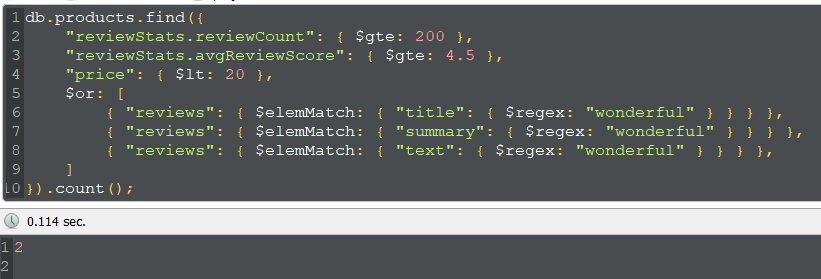 1 db.products.find({
2 "reviewStats.reviewCount": { $gte: 200 },
3 "reviewStats.avgReviewScore": { $gte: 4.5 },
4 "price": { $lt: 20 },
5 $or: [
6 { "reviews": { $elemMatch: { "title": { $regex: "wonderful" } } } },
7 { "reviews": { $elemMatch: { "summary": { $regex: "wonderful" } } } },
8 { "reviews": { $elemMatch: { "text": { $regex: "wonderful" } } } },
9 ]
10 }).count();
0.114 sec.
1 2
2